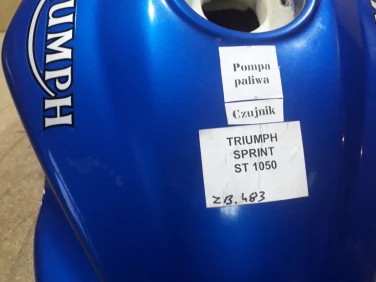 TRIUMPH
Pompa
paliwa
Czujnik
TRIUMPH
SPRINT
ST 1050
ZB.483